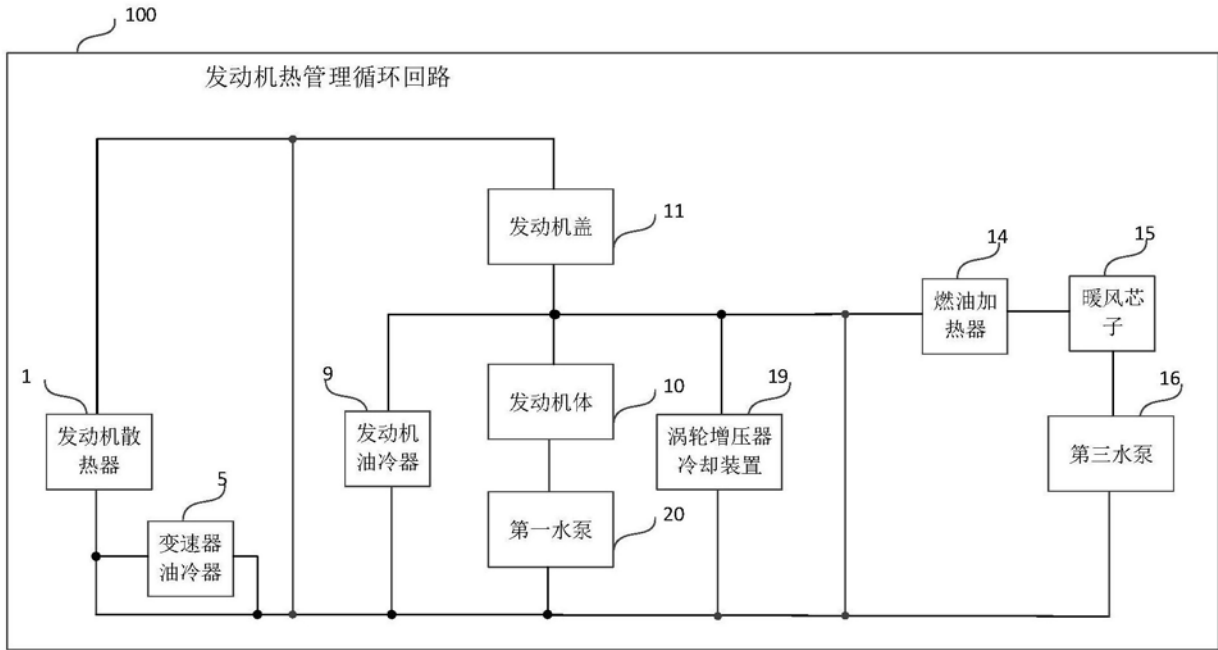 100
发动机热管理循环回路
发动机盖
11
14
15
燃油加
热器
暖风芯
子
1
9
发动机体
10
19
16
发动机散
热器
发动机
油冷器
涡轮增压器
冷却装置
第三水泵
5
变速器
油冷器
第一水泵
20